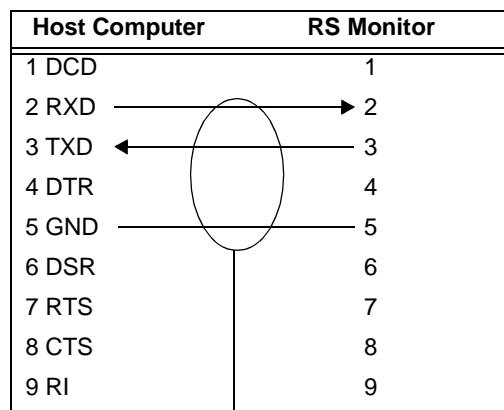 Host Computer RS Monitor
1 DCD 1
2 RXD 2
3 TXD 3
4 DTR 4
5 GND 5
6 DSR 6
7 RTS 7
8 CTS 8
9 RI 9